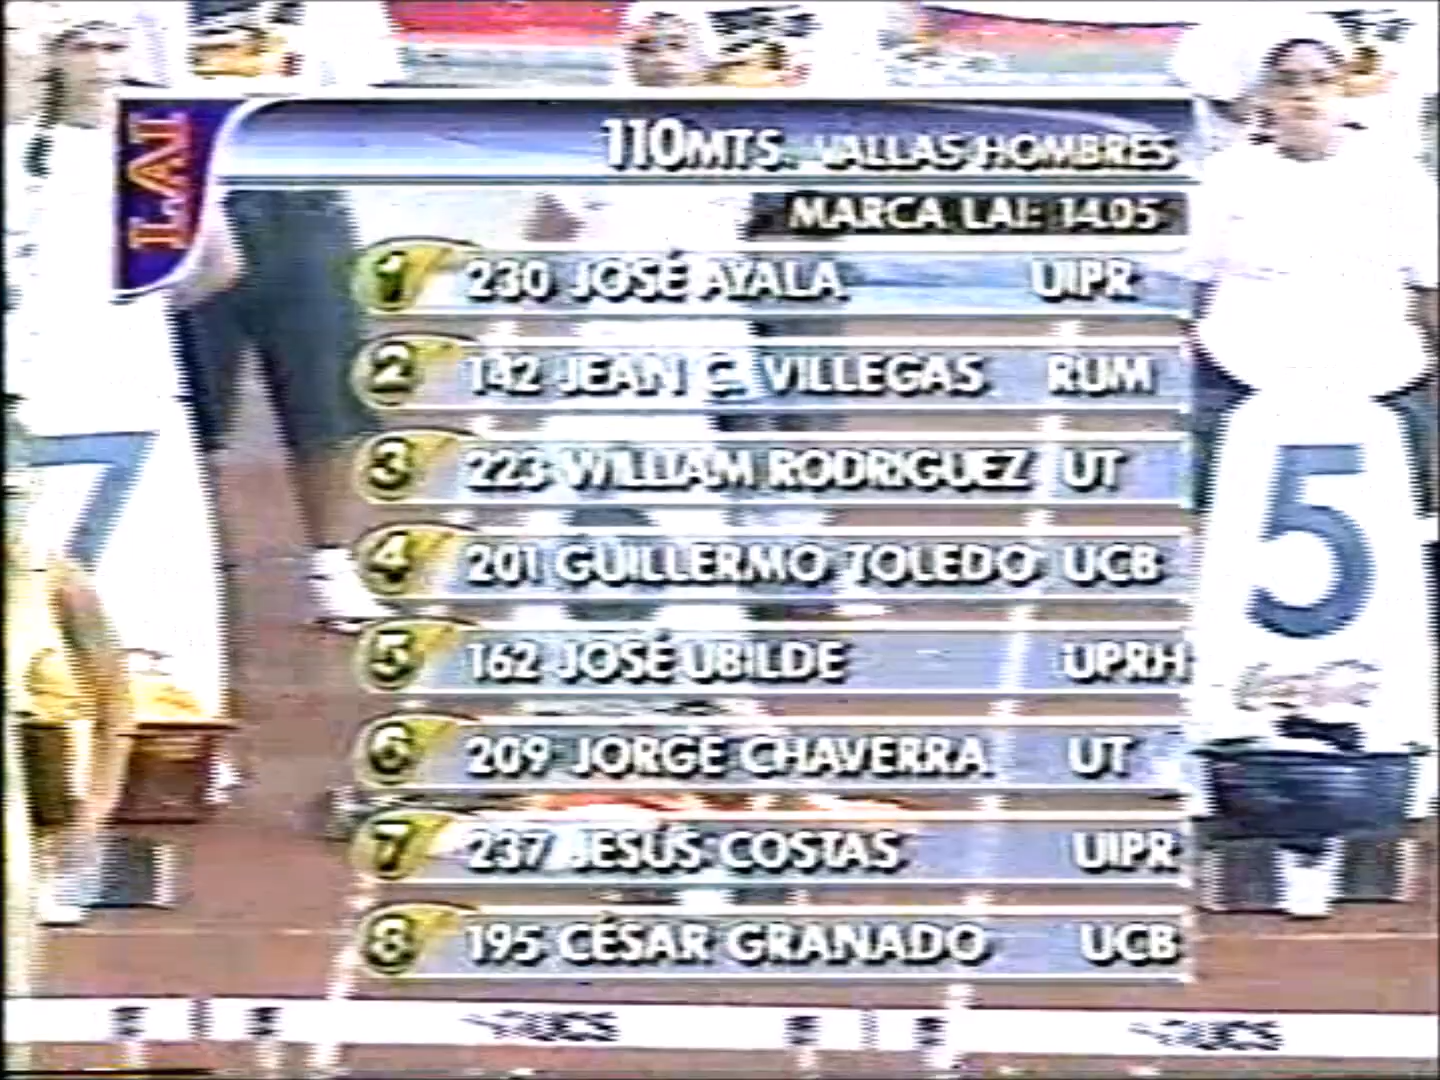 LAI
110MTS. VALLAS HOMBRES
MARCA LAI: 14.05
1 230 JOSÉ AYALA UIPR
2 142 JEAN C. VILLEGAS RUM
3 223 WILLIAM RODRIGUEZ UT
4 201 GUILLERMO TOLEDO UCB
5 162 JOSÉ UBILDE UPRH
6 209 JORGE CHAVERRA UT
7 237 JESÚS COSTAS UIPR
8 195 CÉSAR GRANADO UCB
7
5